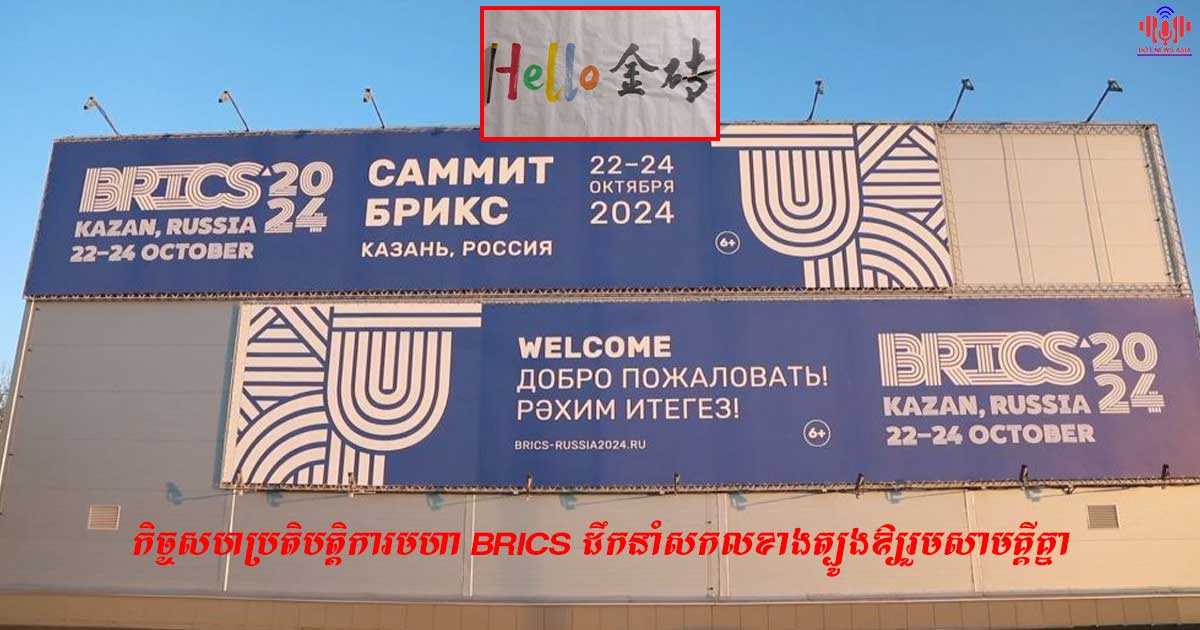 Hello 金砖
HOT NEWS ASIA
BRICS 2024
KAZAN, RUSSIA
22–24 OCTOBER
САММИТ
БРИКС
КАЗАНЬ, РОССИЯ
22–24
ОКТЯБРЯ
2024
6+
WELCOME
ДОБРО ПОЖАЛОВАТЬ!
РӘХИМ ИТЕГЕЗ!
BRICS-RUSSIA2024.RU
6+
BRICS 2024
KAZAN, RUSSIA
22–24 OCTOBER
កិច្ចសហប្រតិបត្តិការមហា BRICS ដឹកនាំសកលខាងត្បូងឱ្យរួមសាមគ្គីគ្នា